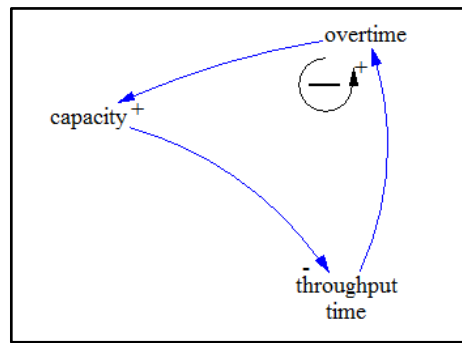 overtime
+
capacity +
-
throughput
time